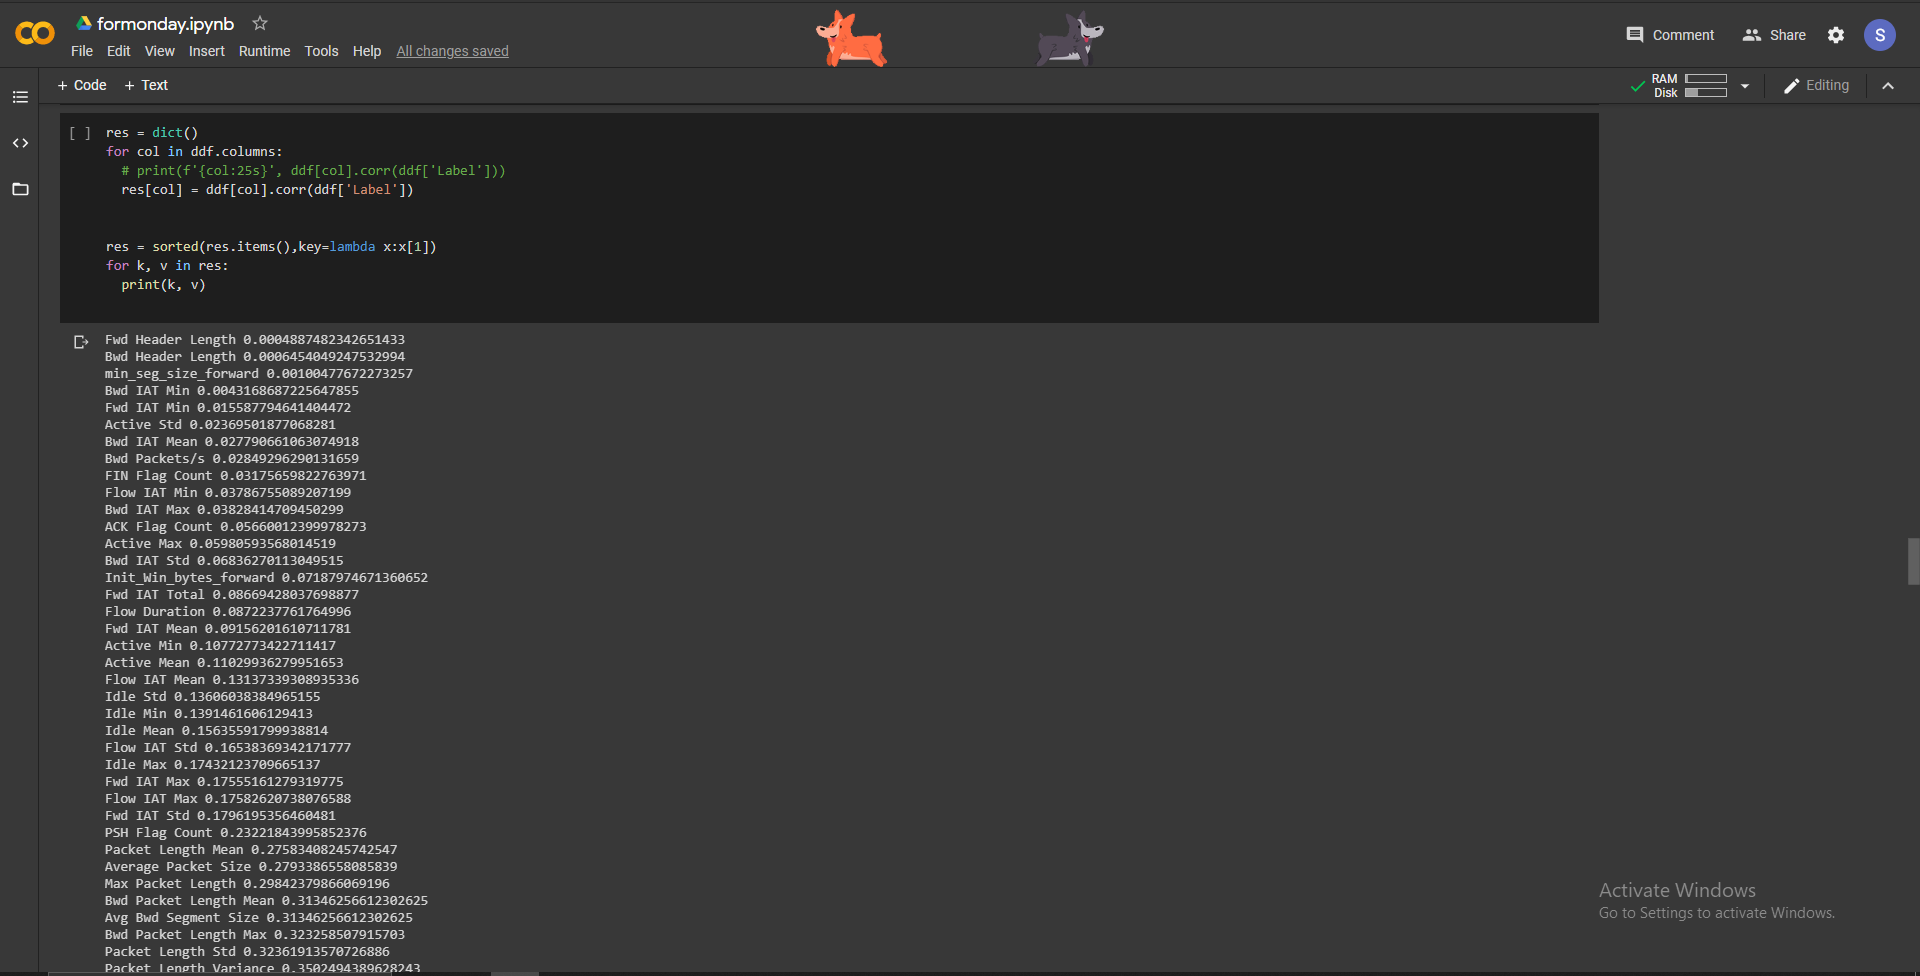 formonday.ipynb
File Edit View Insert Runtime Tools Help All changes saved
Comment Share S
+ Code + Text
RAM
Disk
Editing
[ ] res = dict()
for col in ddf.columns:
# print(f'{col:25s}', ddf[col].corr(ddf['Label']))
res[col] = ddf[col].corr(ddf['Label'])
res = sorted(res.items(),key=lambda x:x[1])
for k, v in res:
print(k, v)
Fwd Header Length 0.0004887482342651433
Bwd Header Length 0.0006454049247532994
min_seg_size_forward 0.00100477672273257
Bwd IAT Min 0.0043168687225647855
Fwd IAT Min 0.015587794641404472
Active Std 0.02369501877068281
Bwd IAT Mean 0.027790661063074918
Bwd Packets/s 0.02849296290131659
FIN Flag Count 0.03175659822763971
Flow IAT Min 0.03786755089207199
Bwd IAT Max 0.03828414709450299
ACK Flag Count 0.05660012399978273
Active Max 0.05980593568014519
Bwd IAT Std 0.06836270113049515
Init_Win_bytes_forward 0.07187974671360652
Fwd IAT Total 0.08669428037698877
Flow Duration 0.0872237761764996
Fwd IAT Mean 0.09156201610711781
Active Min 0.10772773422711417
Active Mean 0.11029936279951653
Flow IAT Mean 0.13137339308935336
Idle Std 0.13606038384965155
Idle Min 0.1391461606129413
Idle Mean 0.15635591799938814
Flow IAT Std 0.16538369342171777
Idle Max 0.17432123709665137
Fwd IAT Max 0.17555161279319775
Flow IAT Max 0.17582620738076588
Fwd IAT Std 0.1796195356460481
PSH Flag Count 0.23221843995852376
Packet Length Mean 0.27583408245742547
Average Packet Size 0.2793386558085839
Max Packet Length 0.29842379866069196
Bwd Packet Length Mean 0.31346256612302625
Avg Bwd Segment Size 0.31346256612302625
Bwd Packet Length Max 0.323258507915703
Packet Length Std 0.32361913570726886
Packet Length Variance 0.3502494389628243
Activate Windows
Go to Settings to activate Windows.